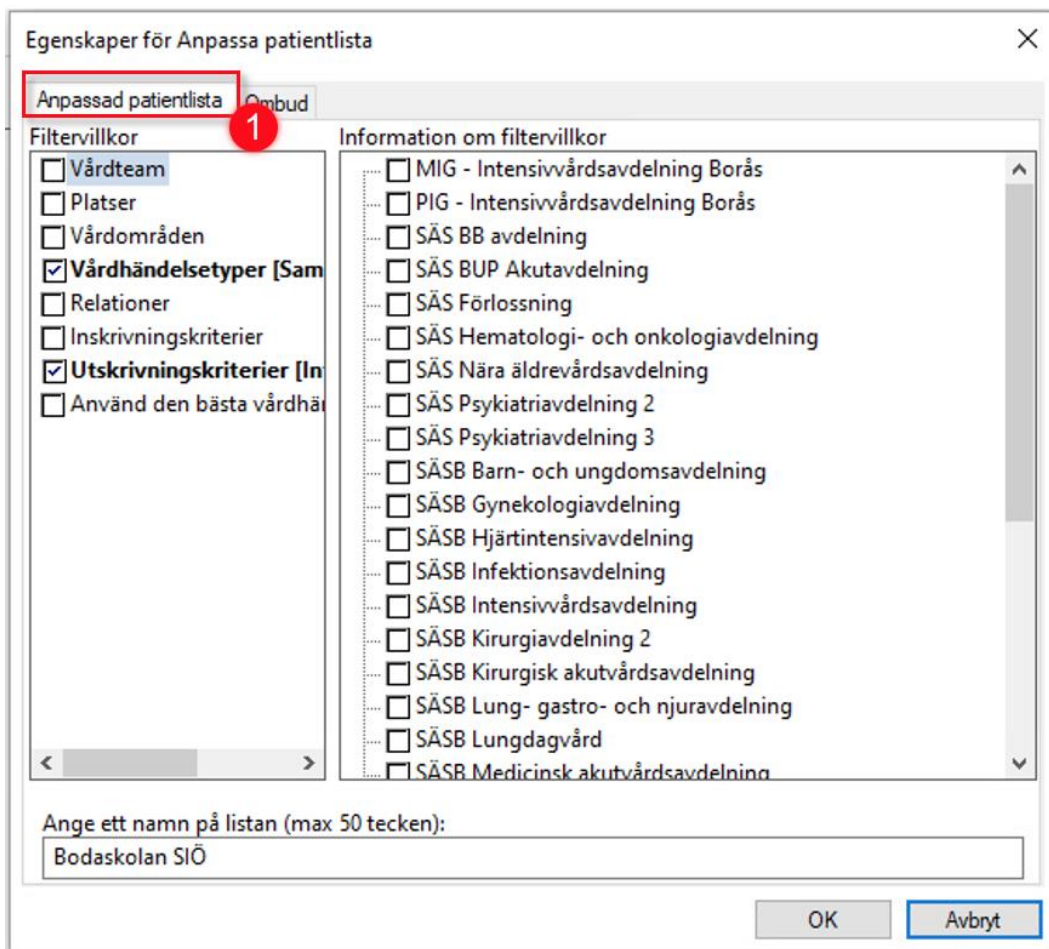 Egenskaper för Anpassa patientlista
Anpassad patientlista
Ombud
1
Filtervillkor
Vårdteam
Platser
Vårdområden
Vårdhändelsetyper [Sam
Relationer
Inskrivningskriterier
Utskrivningskriterier [In
Använd den bästa vårdhä
Information om filtervillkor
MIG - Intensivvårdsavdelning Borås
PIG - Intensivvårdsavdelning Borås
SÄS BB avdelning
SÄS BUP Akutavdelning
SÄS Förlossning
SÄS Hematologi- och onkologiavdelning
SÄS Nära äldrevårdsavdelning
SÄS Psykiatriavdelning 2
SÄS Psykiatriavdelning 3
SÄSB Barn- och ungdomsavdelning
SÄSB Gynekologiavdelning
SÄSB Hjärtintensivavdelning
SÄSB Infektionsavdelning
SÄSB Intensivvårdsavdelning
SÄSB Kirurgiavdelning 2
SÄSB Kirurgisk akutvårdsavdelning
SÄSB Lung- gastro- och njuravdelning
SÄSB Lungdagvård
SÄSB Medicinsk akutvårdsavdelning
Ange ett namn på listan (max 50 tecken):
Bodaskolan SIÖ
OK
Avbryt